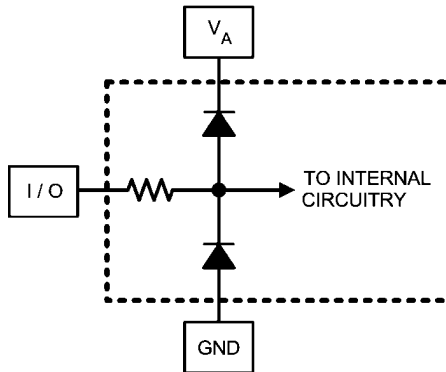 V_A
I / O
TO INTERNAL
CIRCUITRY
GND